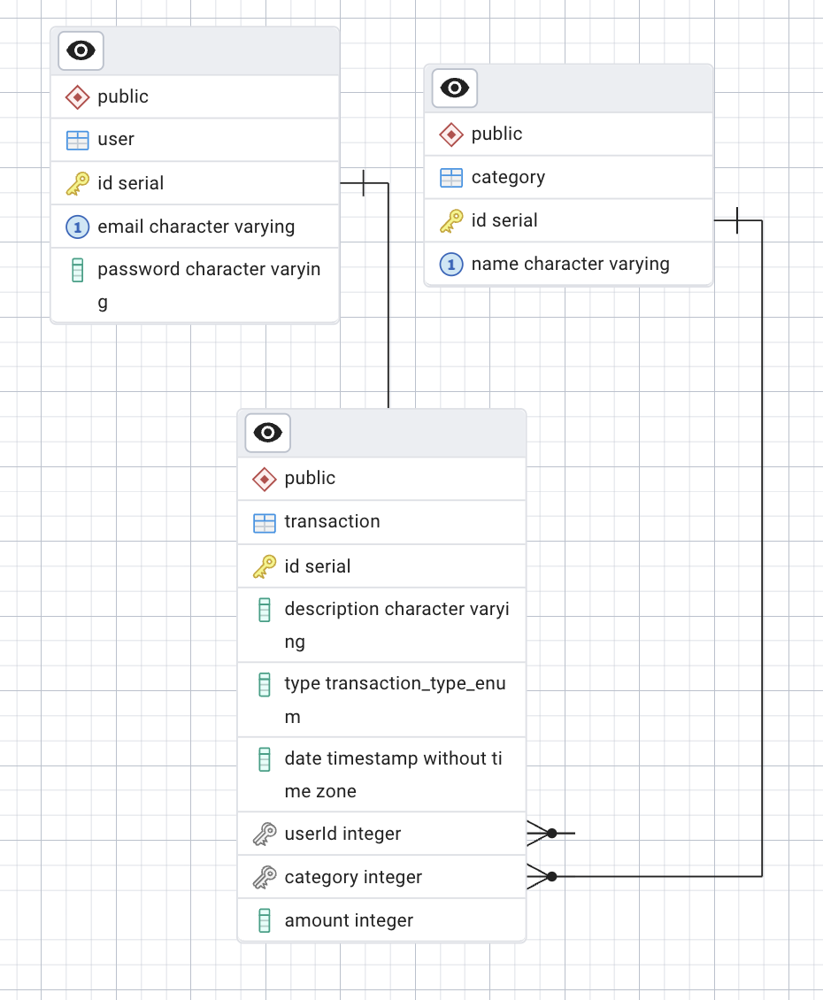 public
user
id serial
1 email character varying
password character varyin
g
public
category
id serial
1 name character varying
public
transaction
id serial
description character varyi
ng
type transaction_type_enu
m
date timestamp without ti
me zone
userId integer
category integer
amount integer